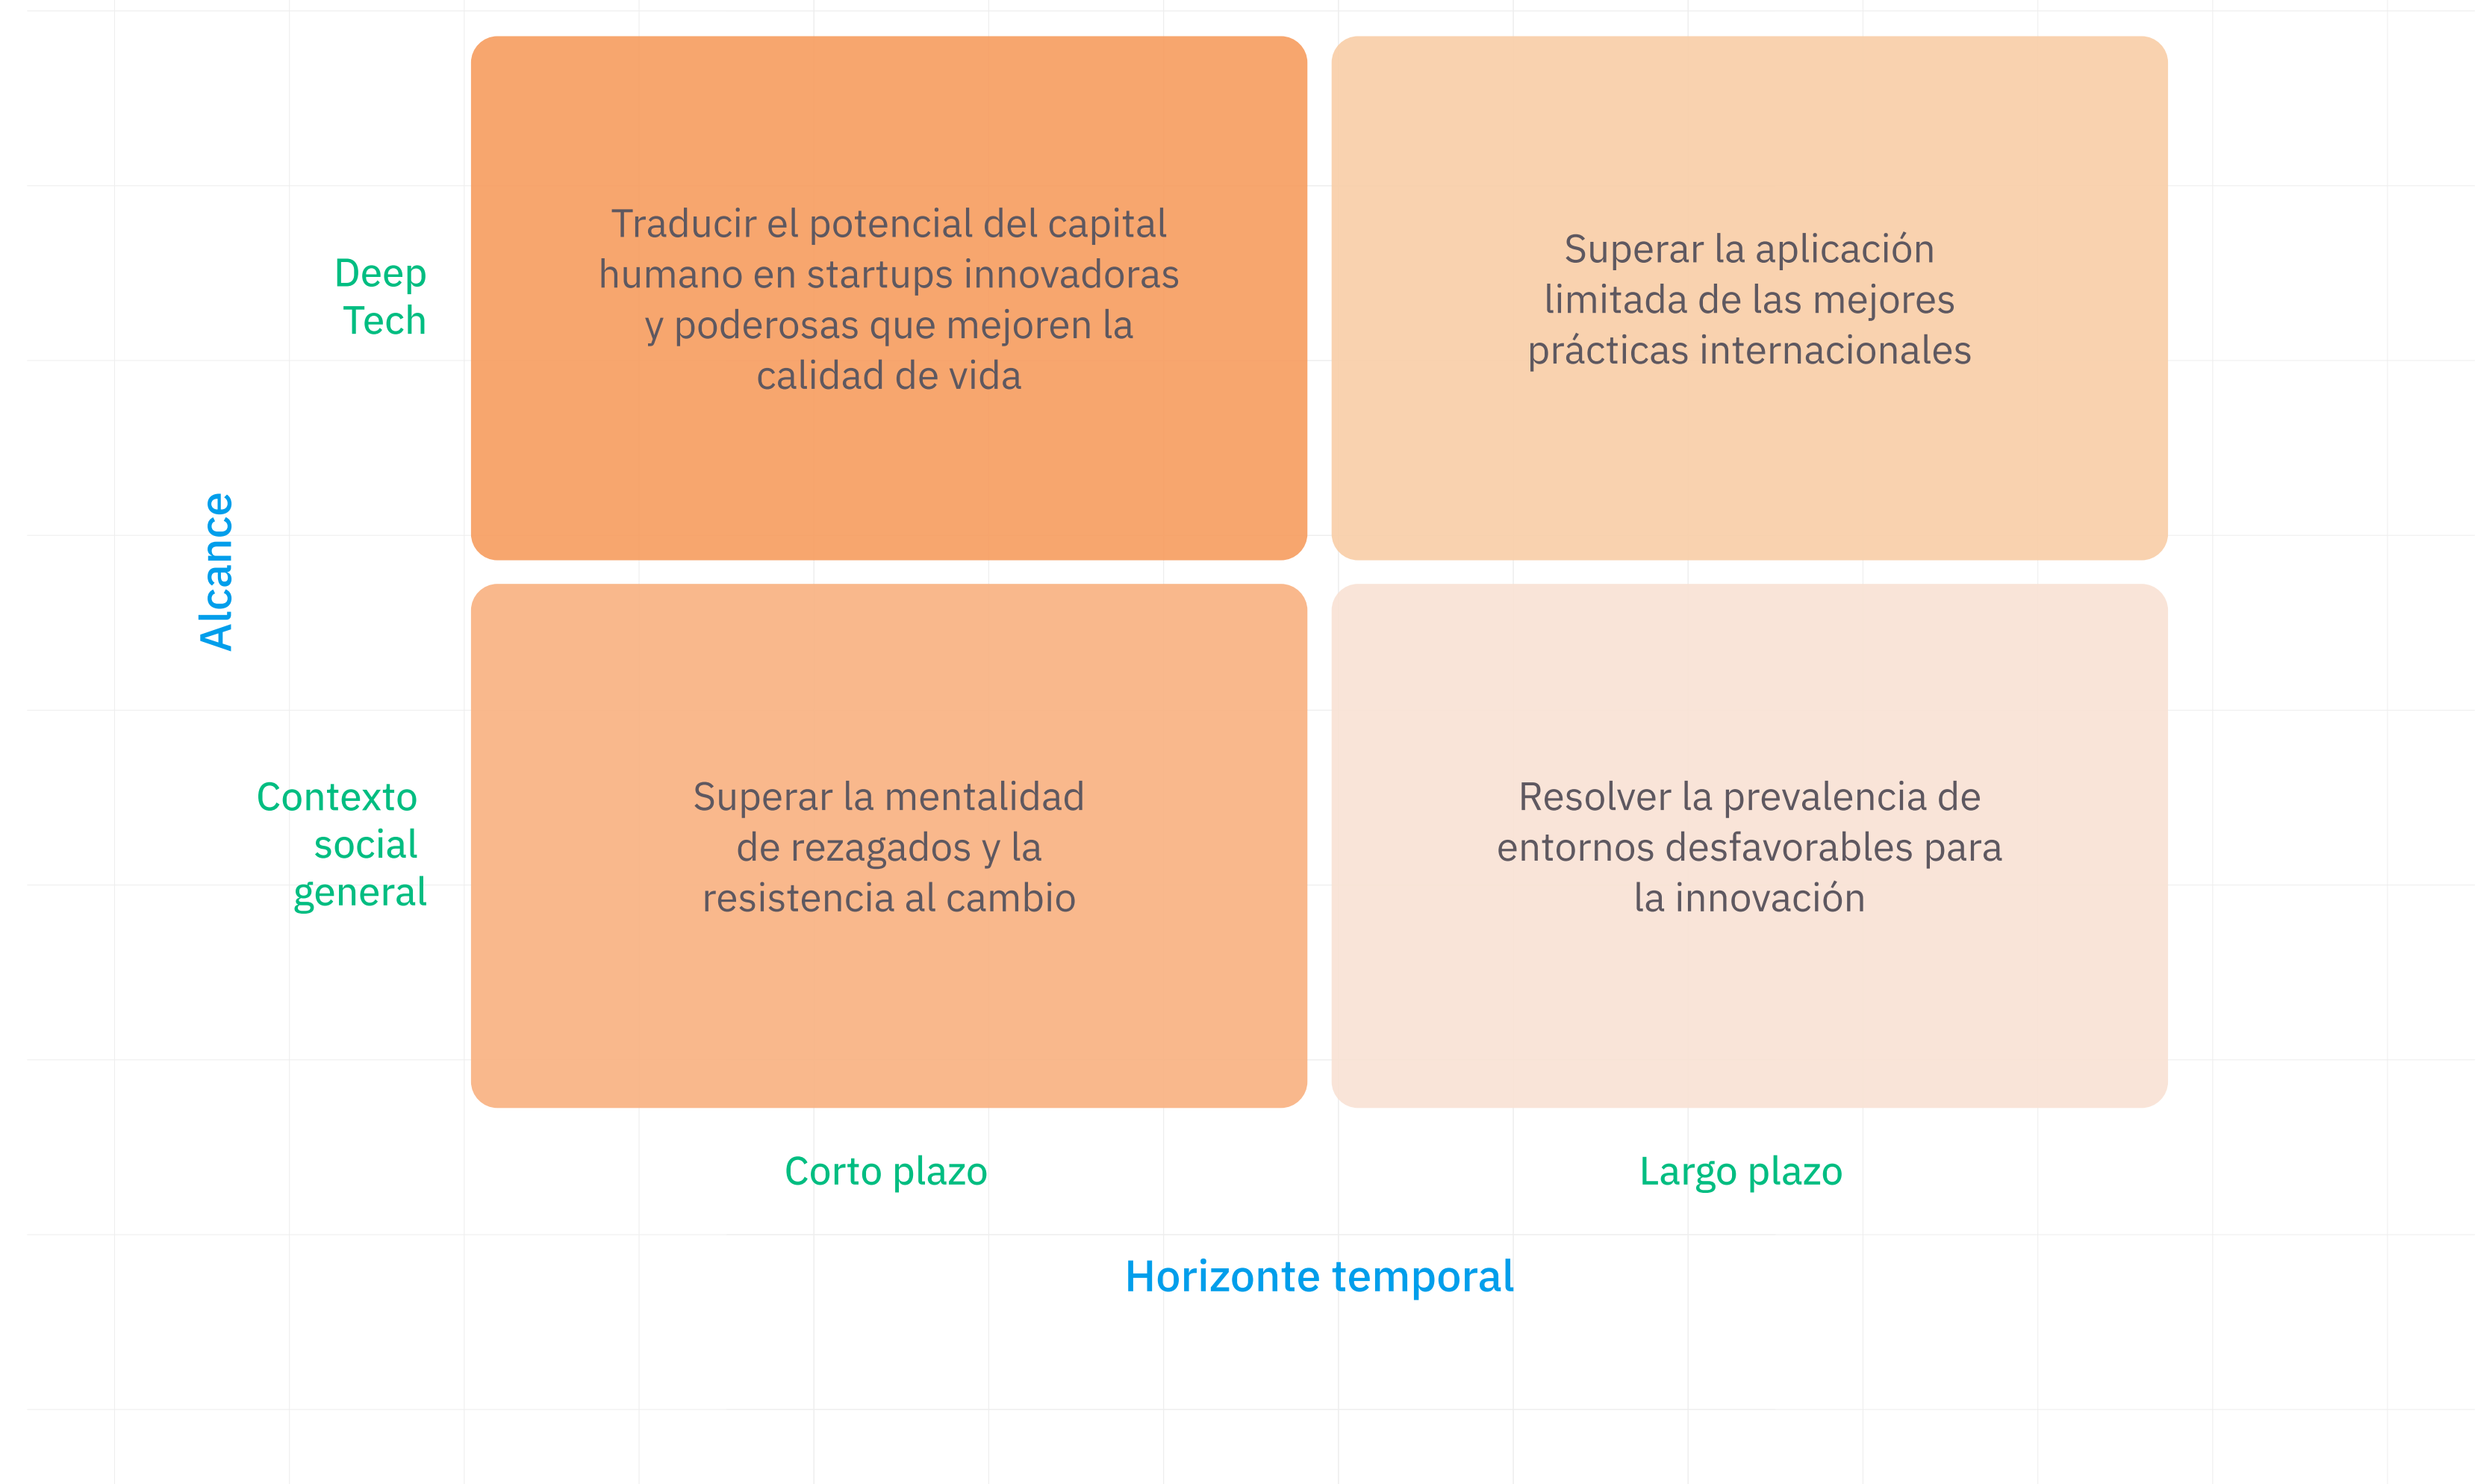 Traducir el potencial del capital
humano en startups innovadoras
y poderosas que mejoren la
calidad de vida
Superar la aplicación
limitada de las mejores
prácticas internacionales
Deep
Tech
Alcance
Contexto
social
general
Superar la mentalidad
de rezagados y la
resistencia al cambio
Resolver la prevalencia de
entornos desfavorables para
la innovación
Corto plazo
Largo plazo
Horizonte temporal